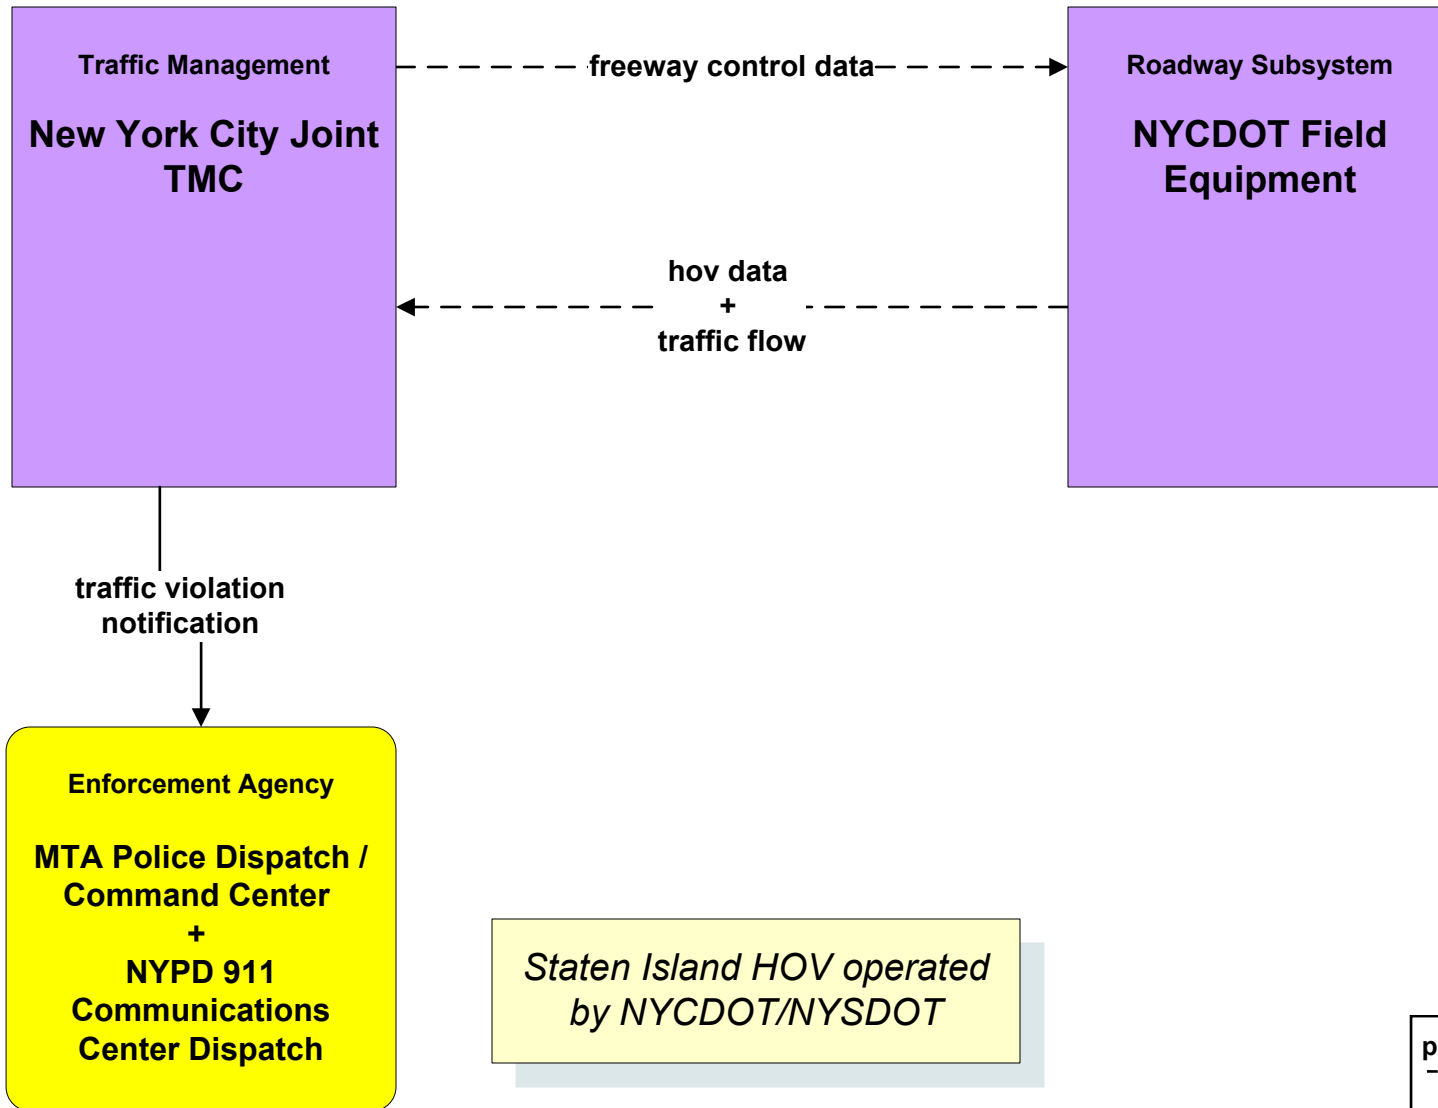 Traffic Management
New York City Joint
TMC
freeway control data
Roadway Subsystem
NYCDOT Field
Equipment
hov data
+
traffic flow
traffic violation
notification
Enforcement Agency
MTA Police Dispatch /
Command Center
+
NYPD 911
Communications
Center Dispatch
Staten Island HOV operated
by NYCDOT/NYSDOT